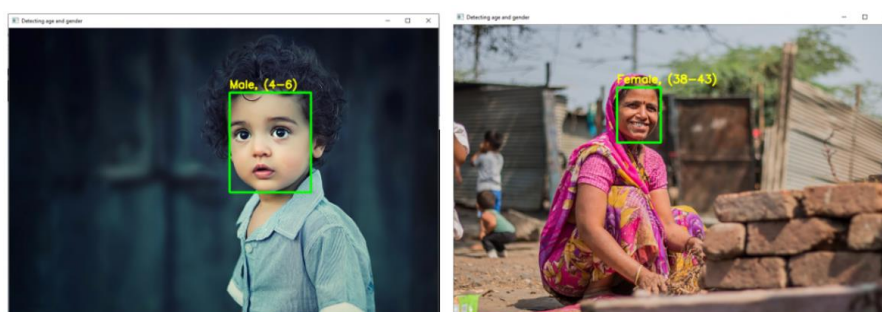 Detecting age and gender
Male, (4-6)
Detecting age and gender
Female, (38-43)